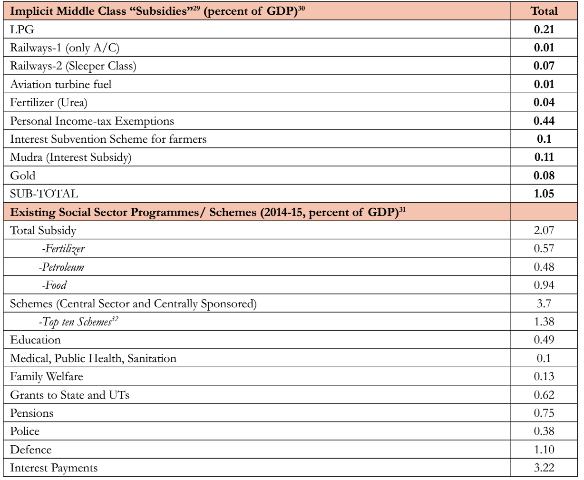 Implicit Middle Class “Subsidies”29 (percent of GDP)30 Total
LPG 0.21
Railways-1 (only A/C) 0.01
Railways-2 (Sleeper Class) 0.07
Aviation turbine fuel 0.01
Fertilizer (Urea) 0.04
Personal Income-tax Exemptions 0.44
Interest Subvention Scheme for farmers 0.1
Mudra (Interest Subsidy) 0.11
Gold 0.08
SUB-TOTAL 1.05
Existing Social Sector Programmes/ Schemes (2014-15, percent of GDP)31
Total Subsidy 2.07
-Fertilizer 0.57
-Petroleum 0.48
-Food 0.94
Schemes (Central Sector and Centrally Sponsored) 3.7
-Top ten Schemes32 1.38
Education 0.49
Medical, Public Health, Sanitation 0.1
Family Welfare 0.13
Grants to State and UTs 0.62
Pensions 0.75
Police 0.38
Defence 1.10
Interest Payments 3.22